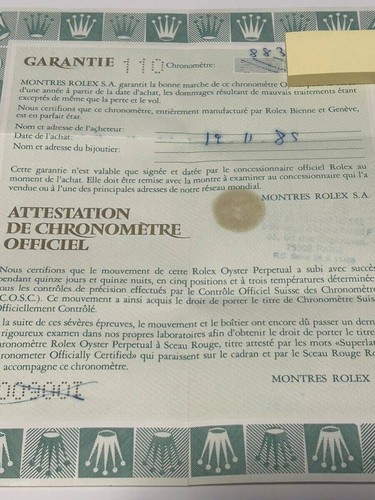 GARANTIE 110 Chronomètre: 883
MONTRES ROLEX S.A. garantit la bonne marche de ce chronomètre
d'une année à partir de la date d'achat, les dommages résultant de mauvais traitements étant
exceptés de même que la perte et le vol.
Nous certifions que ce chronomètre, entièrement manufacturé par Rolex Bienne et Genève,
est en parfait état.
Nom et adresse de l'acheteur:
Date de l'achat: 19 11 85
Nom et adresse du bijoutier:
Cette garantie n'est valable que signée et datée par le concessionnaire officiel Rolex au
moment de l'achat. Elle doit être remise avec la montre à examiner au concessionnaire qui l'a
vendue ou à l'une des principales adresses de notre réseau mondial.
MONTRES ROLEX S.A.
ATTESTATION
DE CHRONOMÈTRE
OFFICIEL
Nous certifions que le mouvement de cette Rolex Oyster Perpetual a subi avec succès
pendant quinze jours et quinze nuits, en cinq positions et à trois températures
tous les contrôles de précision effectués par le Contrôle Officiel Suisse des
C.O.S.C.). Ce mouvement a ainsi acquis le droit de porter le titre de Chronomètre
Officiellement Contrôlé.
la suite de ces sévères épreuves, le mouvement et le boîtier ont encore dû passer un
rigoureux examen dans nos propres laboratoires afin d'obtenir le droit de porter le titre
Rolex Oyster Perpetual à Sceau Rouge, titre attesté par les mots
Officially Certified» qui paraissent sur le cadran et par le Sceau Rouge
accompagne ce chronomètre.
MONTRES ROLEX